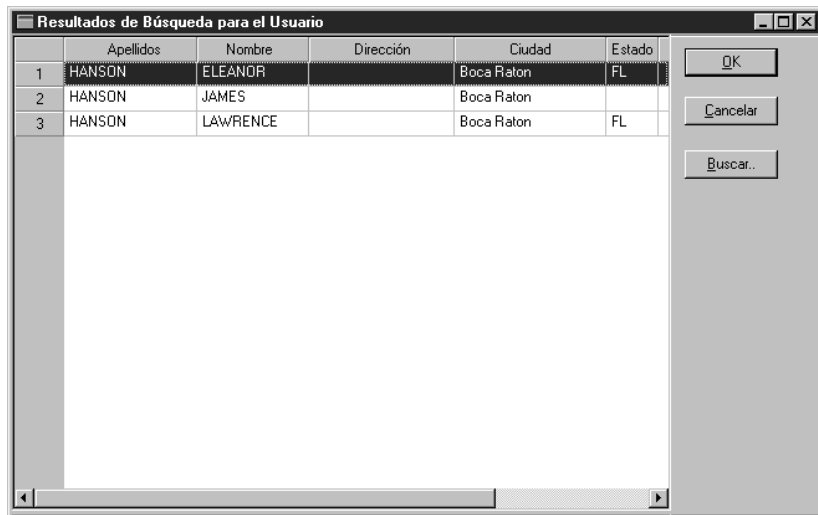 Resultados de Búsqueda para el Usuario
Apellidos Nombre Dirección Ciudad Estado
1 HANSON ELEANOR Boca Raton FL
2 HANSON JAMES Boca Raton
3 HANSON LAWRENCE Boca Raton FL
OK
Cancelar
Buscar..